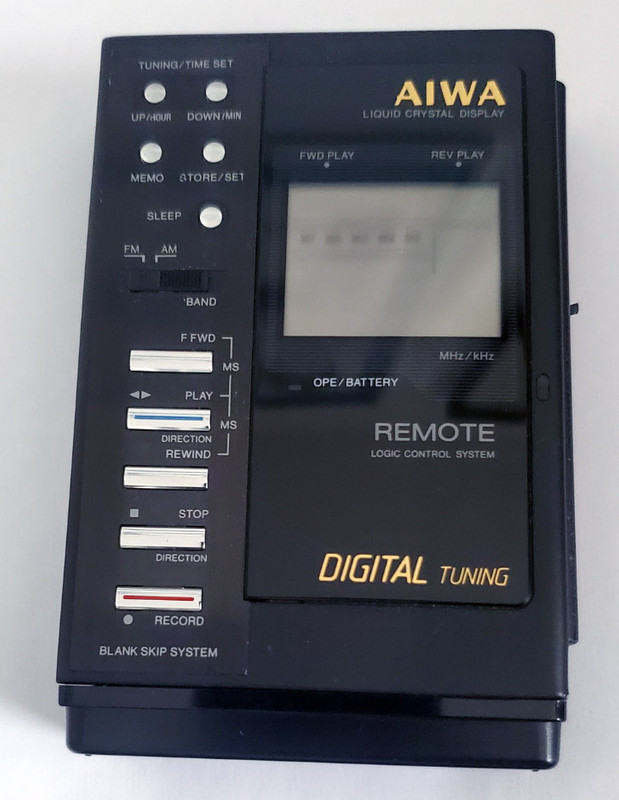 TUNING/TIME SET
UP/HOUR DOWN/MIN
MEMO STORE/SET
SLEEP
FM AM
BAND
F FWD
MS
PLAY
MS
DIRECTION
REWIND
STOP
DIRECTION
RECORD
BLANK SKIP SYSTEM
AIWA
LIQUID CRYSTAL DISPLAY
FWD PLAY REV PLAY
MHz/kHz
OPE/BATTERY
REMOTE
LOGIC CONTROL SYSTEM
DIGITAL TUNING